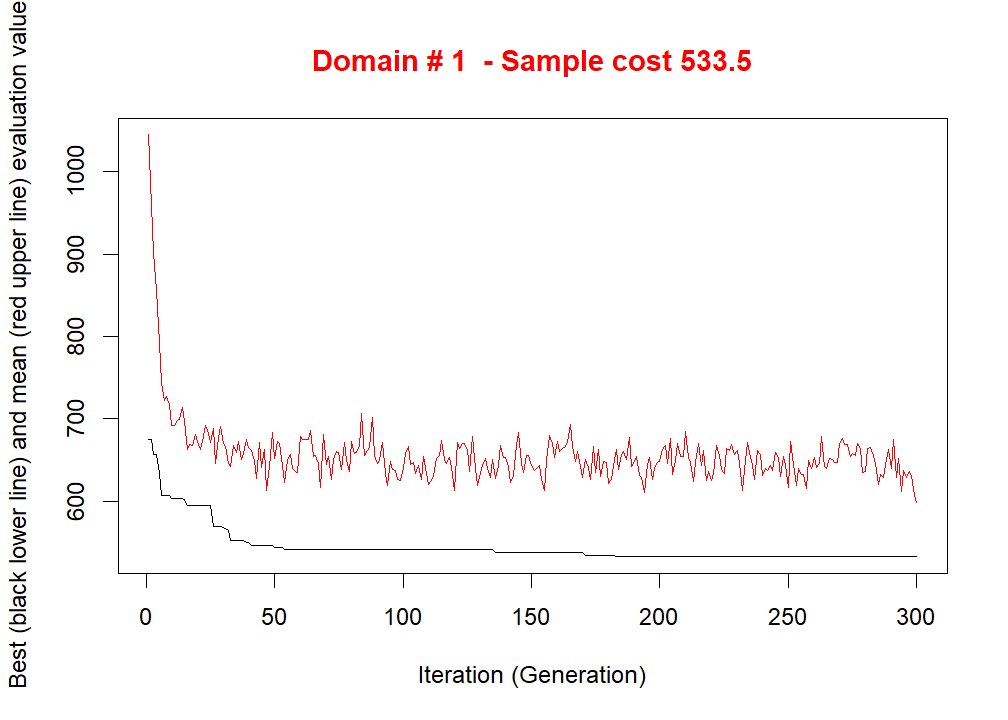 Domain # 1  - Sample cost 533.5
Best (black lower line) and mean (red upper line) evaluation value
1000
900
800
700
600
0 50 100 150 200 250 300
Iteration (Generation)